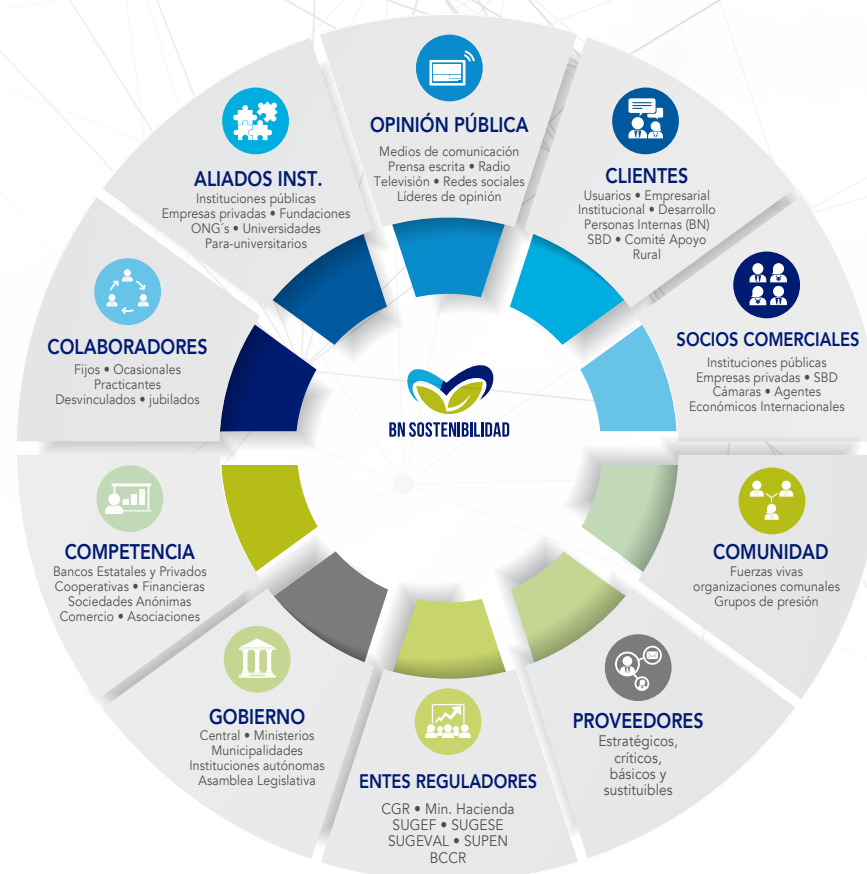 OPINIÓN PÚBLICA
Medios de comunicación
Prensa escrita • Radio
Televisión • Redes sociales
Líderes de opinión
CLIENTES
Usuarios • Empresarial
Institucional • Desarrollo
Personas Internas (BN)
SBD • Comité Apoyo
Rural
SOCIOS COMERCIALES
Instituciones públicas
Empresas privadas • SBD
Cámaras • Agentes
Económicos Internacionales
COMUNIDAD
Fuerzas vivas
organizaciones comunales
Grupos de presión
PROVEEDORES
Estratégicos,
críticos,
básicos y
sustituibles
ENTES REGULADORES
CGR • Min. Hacienda
SUGEF • SUGESE
SUGEVAL • SUPEN
BCCR
GOBIERNO
Central • Ministerios
Municipalidades
Instituciones autónomas
Asamblea Legislativa
COMPETENCIA
Bancos Estatales y Privados
Cooperativas • Financieras
Sociedades Anónimas
Comercio • Asociaciones
COLABORADORES
Fijos • Ocasionales
Practicantes
Desvinculados • jubilados
ALIADOS INST.
Instituciones públicas
Empresas privadas • Fundaciones
ONG´s • Universidades
Para-universitarios
BN SOSTENIBILIDAD